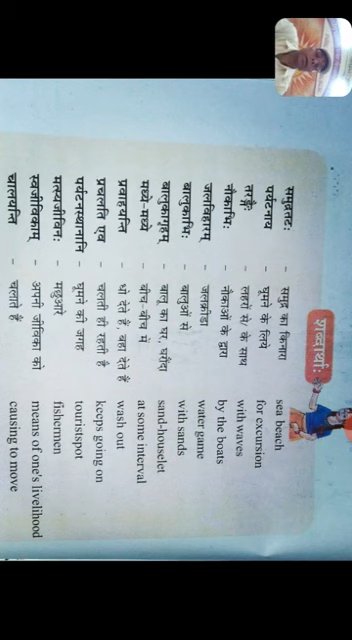 शब्दार्थाः
समुद्रतटः - समुद्र का किनारा sea beach
पर्यटनाय - घूमने के लिये for excursion
तरङ्गैः - लहरों से/ के साथ with waves
नौकाभिः - नौकाओं के द्वारा by the boats
जलविहारम् - जलक्रीडा water game
बालुकाभिः - बालुओं से with sands
बालुकागृहम् - बालू का घर, घरौंदा sand-houselet
मध्ये-मध्ये - बीच-बीच में at some interval
प्रवाहयन्ति - धो देते हैं, बहा देते हैं wash out
प्रचलति एव - चलती ही रहती है keeps going on
पर्यटनस्थानानि - घूमने की जगह touristspot
मत्स्यजीविनः - मछुआरे fishermen
स्वजीविकाम् - अपनी जीविका को means of one's livelihood
चालयन्ति - चलाते हैं causing to move